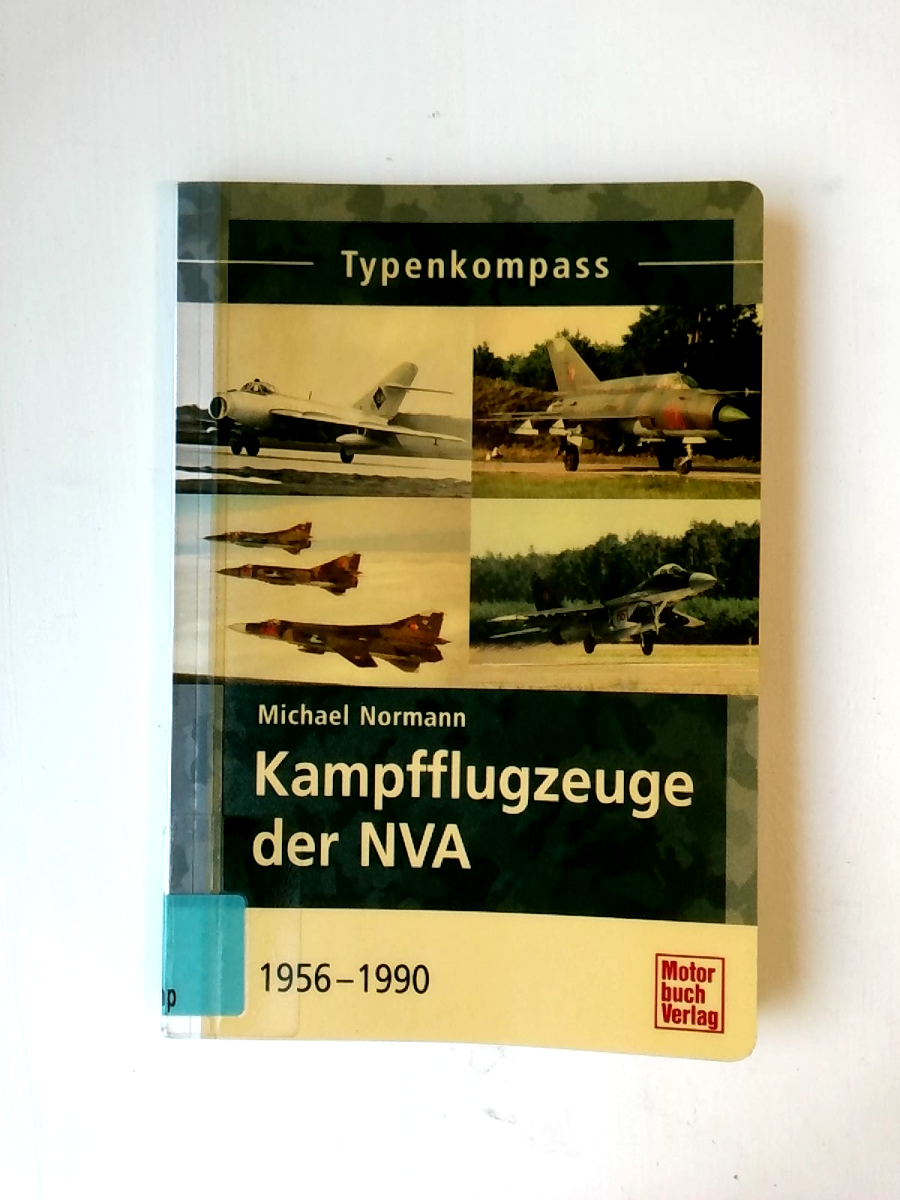 Typenkompass
Michael Normann
Kampfflugzeuge
der NVA
1956–1990
Motor
buch
Verlag